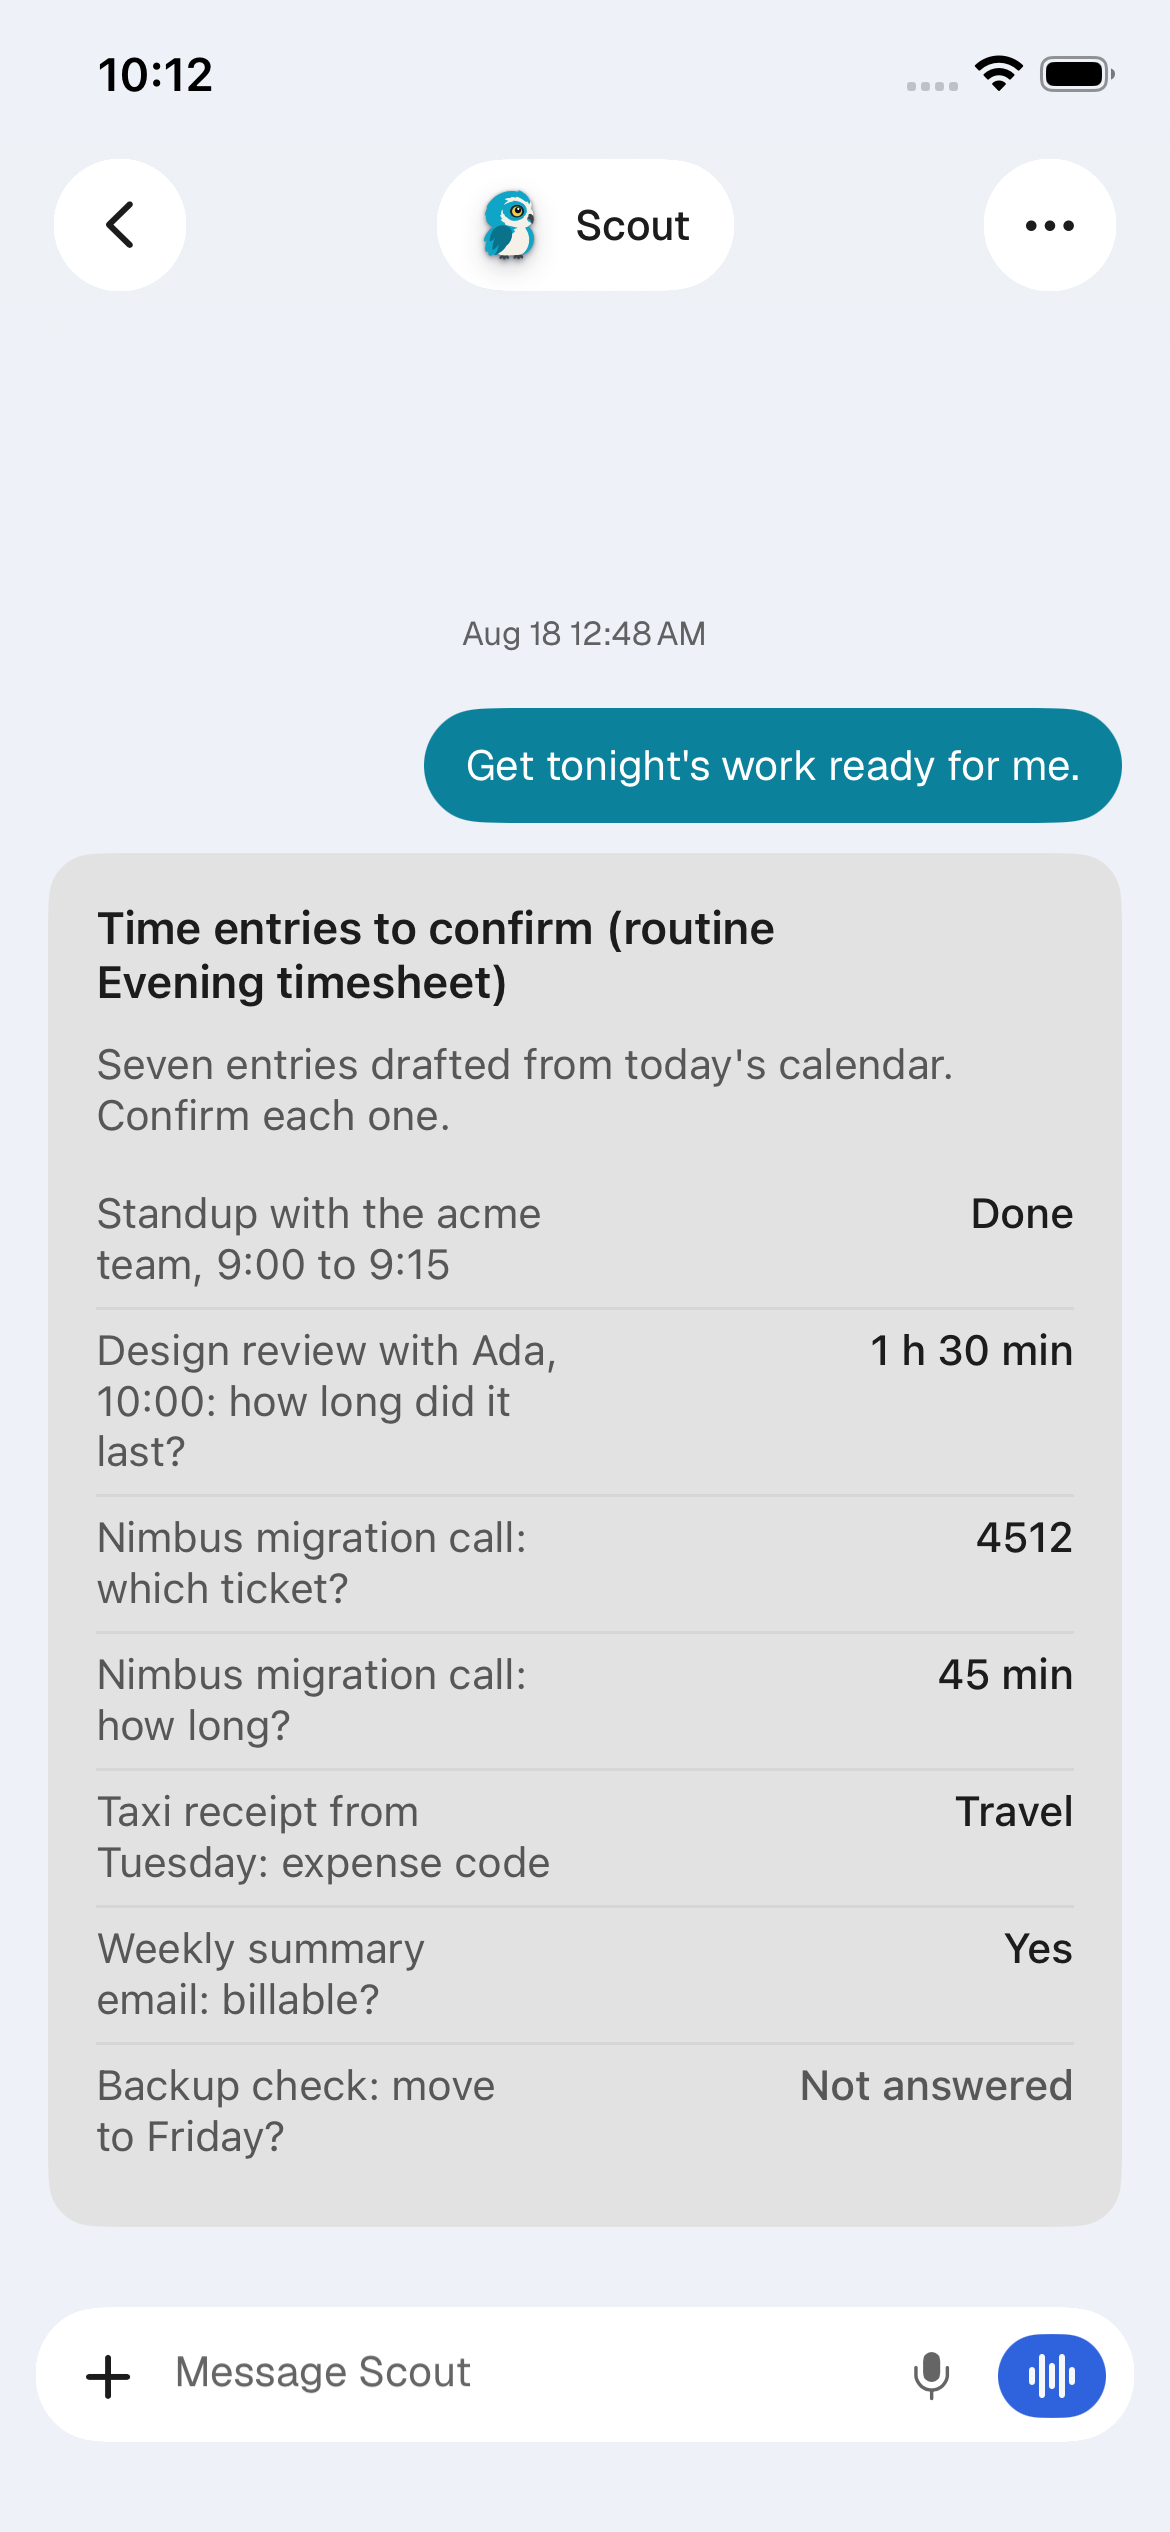 10:12
Scout
Aug 18 12:48 AM
Get tonight's work ready for me.
Time entries to confirm (routine
Evening timesheet)
Seven entries drafted from today's calendar.
Confirm each one.
Standup with the acme
team, 9:00 to 9:15
Done
Design review with Ada,
10:00: how long did it
last?
1 h 30 min
Nimbus migration call:
which ticket?
4512
Nimbus migration call:
how long?
45 min
Taxi receipt from
Tuesday: expense code
Travel
Weekly summary
email: billable?
Yes
Backup check: move
to Friday?
Not answered
Message Scout